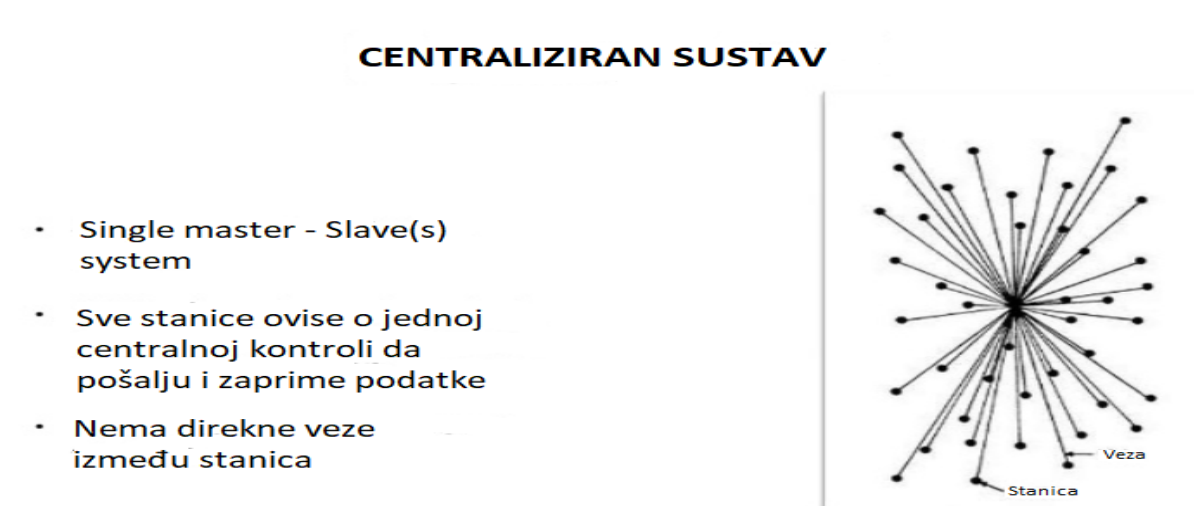 CENTRALIZIRAN SUSTAV
• Single master - Slave(s)
system
• Sve stanice ovise o jednoj
centralnoj kontroli da
pošalju i zaprime podatke
• Nema direkne veze
između stanica
Veza
Stanica